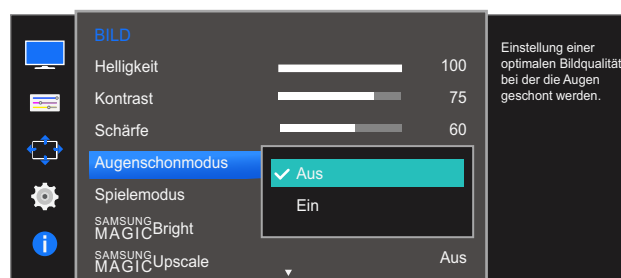 BILD
Helligkeit 100
Kontrast 75
Schärfe 60
Augenschonmodus
Aus
Spielemodus
Ein
SAMSUNG
MAGICBright
SAMSUNG
MAGICUpscale Aus
Einstellung einer
optimalen Bildqualität
bei der die Augen
geschont werden.